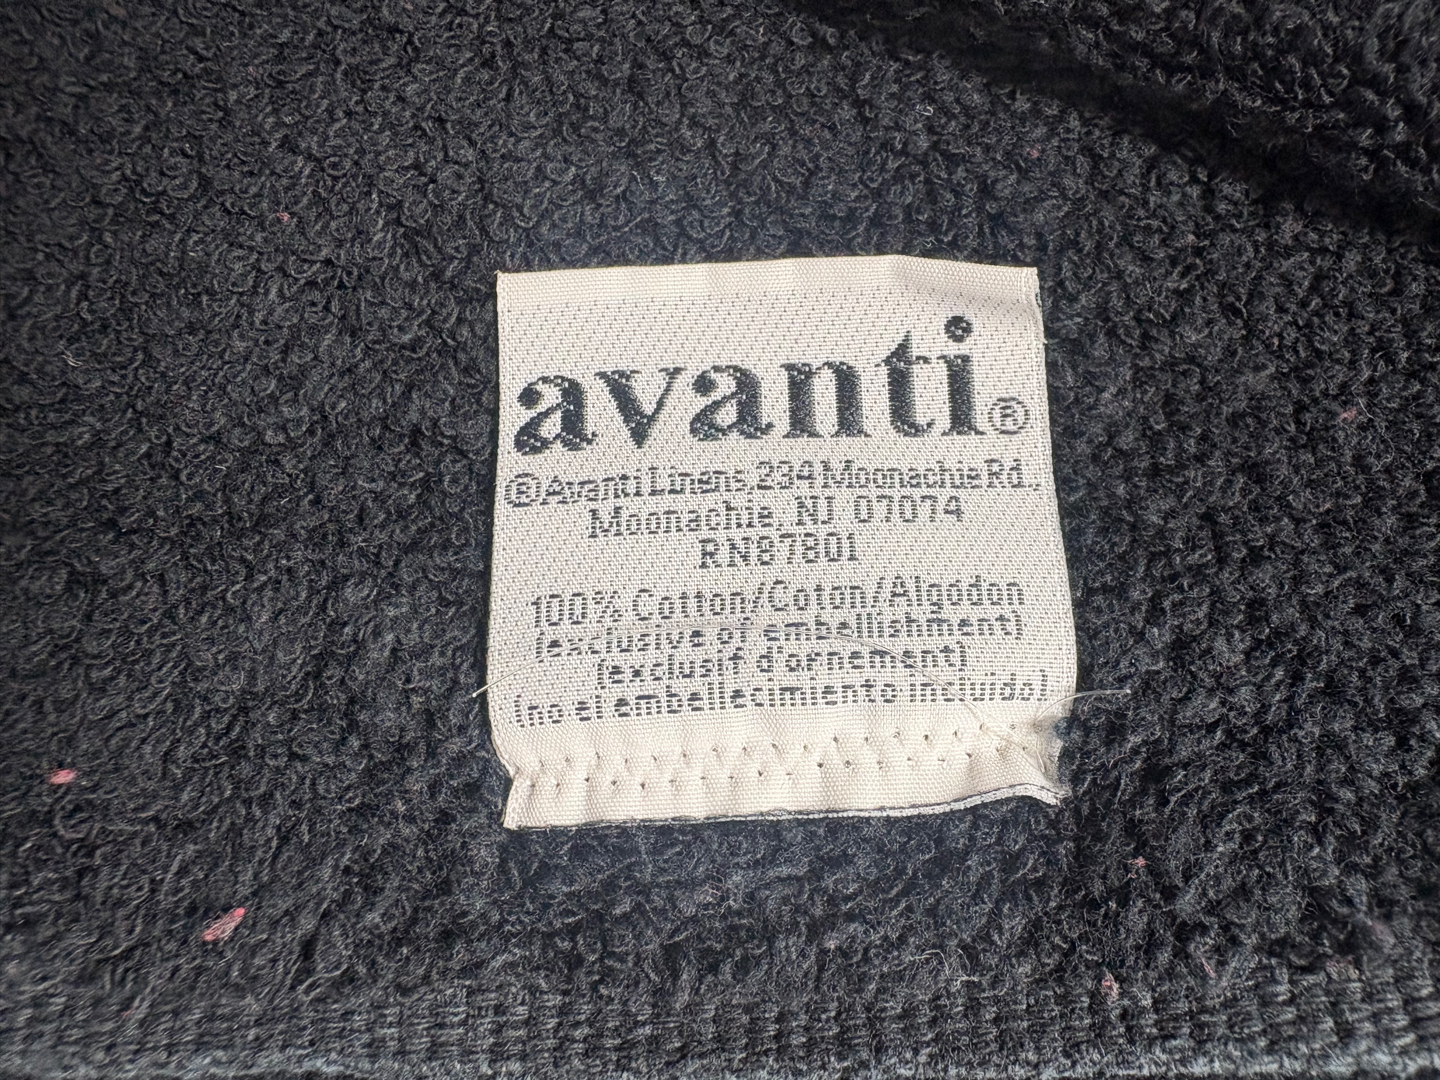 avanti®
®Avanti Linens, 234 Moonachie Rd.,
Moonachie, NJ 07074
RN87801
100% Cotton/Coton/Algodon
(exclusive of embellishment)
(exclusif d'ornement)
(no el embellecimiento incluído)